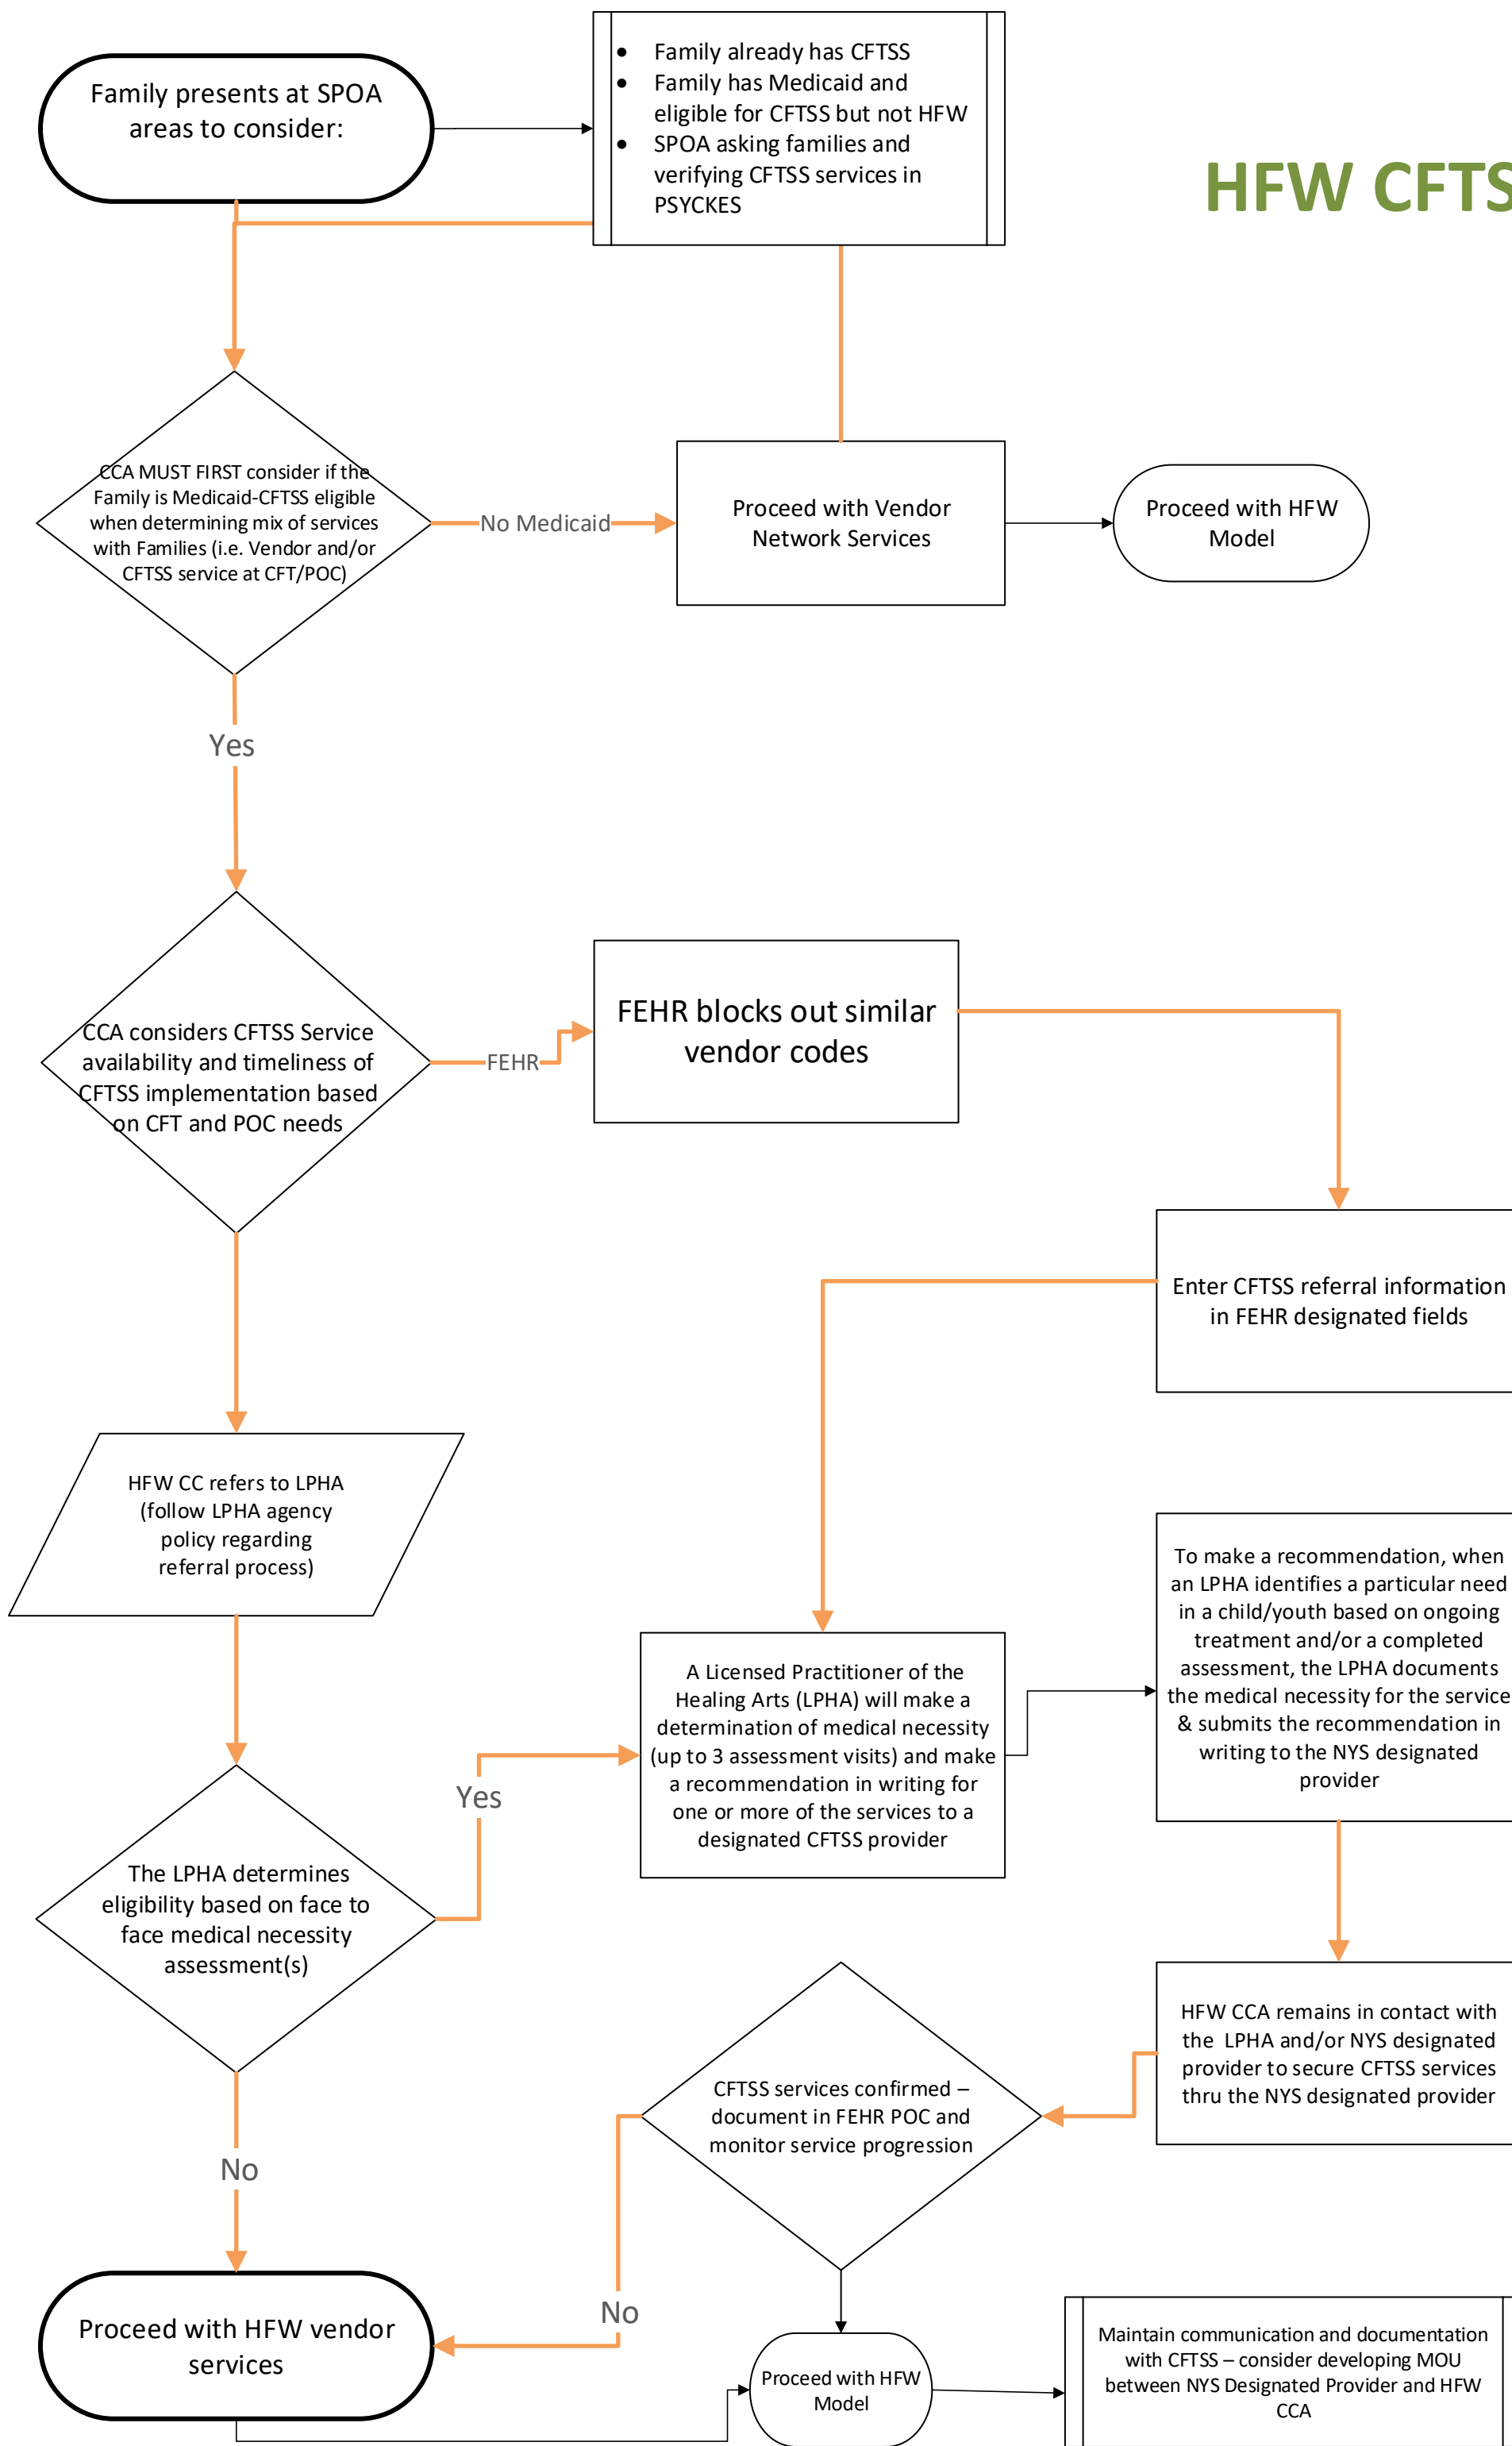 Family presents at SPOA
areas to consider:
• Family already has CFTSS
• Family has Medicaid and
eligible for CFTSS but not HFW
• SPOA asking families and
verifying CFTSS services in
PSYCKES
HFW CFTS
CCA MUST FIRST consider if the
Family is Medicaid-CFTSS eligible
when determining mix of services
with Families (i.e. Vendor and/or
CFTSS service at CFT/POC)
No Medicaid
Proceed with Vendor
Network Services
Proceed with HFW
Model
Yes
CCA considers CFTSS Service
availability and timeliness of
CFTSS implementation based
on CFT and POC needs
FEHR
FEHR blocks out similar
vendor codes
Enter CFTSS referral information
in FEHR designated fields
HFW CC refers to LPHA
(follow LPHA agency
policy regarding
referral process)
To make a recommendation, when
an LPHA identifies a particular need
in a child/youth based on ongoing
treatment and/or a completed
assessment, the LPHA documents
the medical necessity for the service
& submits the recommendation in
writing to the NYS designated
provider
A Licensed Practitioner of the
Healing Arts (LPHA) will make a
determination of medical necessity
(up to 3 assessment visits) and make
a recommendation in writing for
one or more of the services to a
designated CFTSS provider
Yes
The LPHA determines
eligibility based on face to
face medical necessity
assessment(s)
HFW CCA remains in contact with
the LPHA and/or NYS designated
provider to secure CFTSS services
thru the NYS designated provider
CFTSS services confirmed –
document in FEHR POC and
monitor service progression
No
No
Proceed with HFW vendor
services
Proceed with HFW
Model
Maintain communication and documentation
with CFTSS – consider developing MOU
between NYS Designated Provider and HFW
CCA